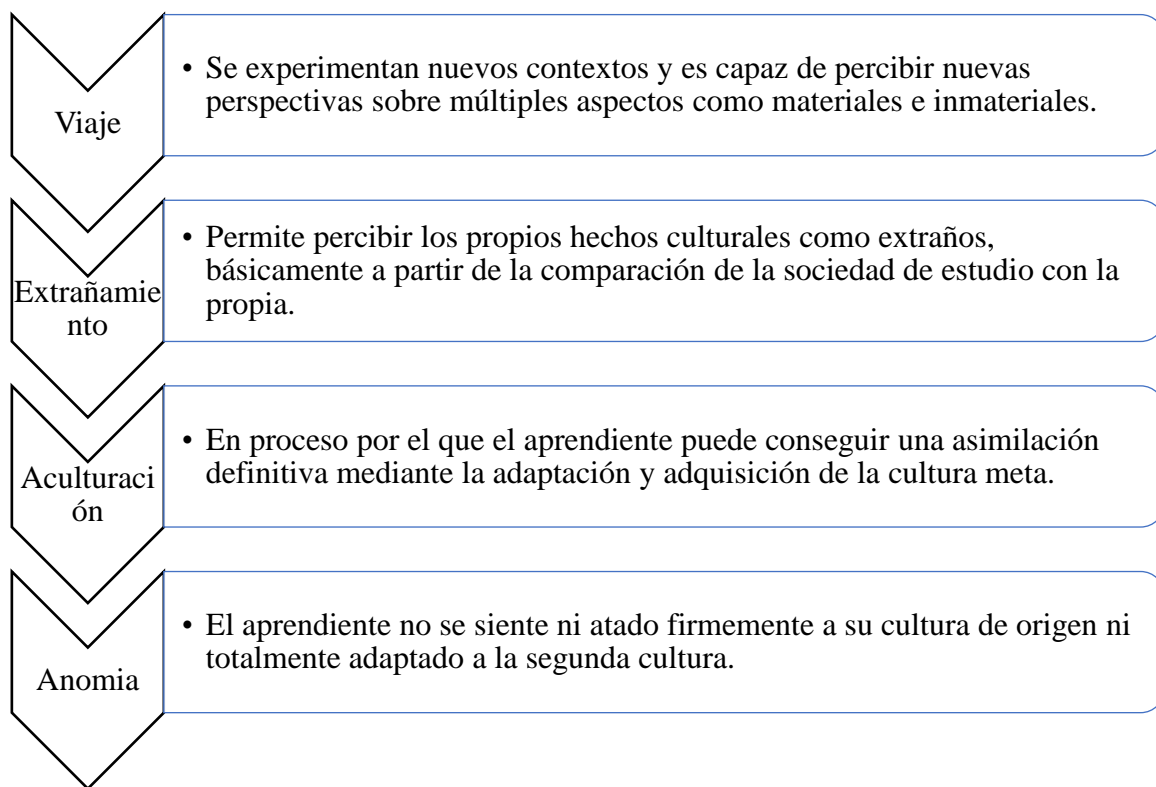 Viaje
• Se experimentan nuevos contextos y es capaz de percibir nuevas
perspectivas sobre múltiples aspectos como materiales e inmateriales.
Extrañamie
nto
• Permite percibir los propios hechos culturales como extraños,
básicamente a partir de la comparación de la sociedad de estudio con la
propia.
Aculturaci
ón
• En proceso por el que el aprendiente puede conseguir una asimilación
definitiva mediante la adaptación y adquisición de la cultura meta.
Anomia
• El aprendiente no se siente ni atado firmemente a su cultura de origen ni
totalmente adaptado a la segunda cultura.